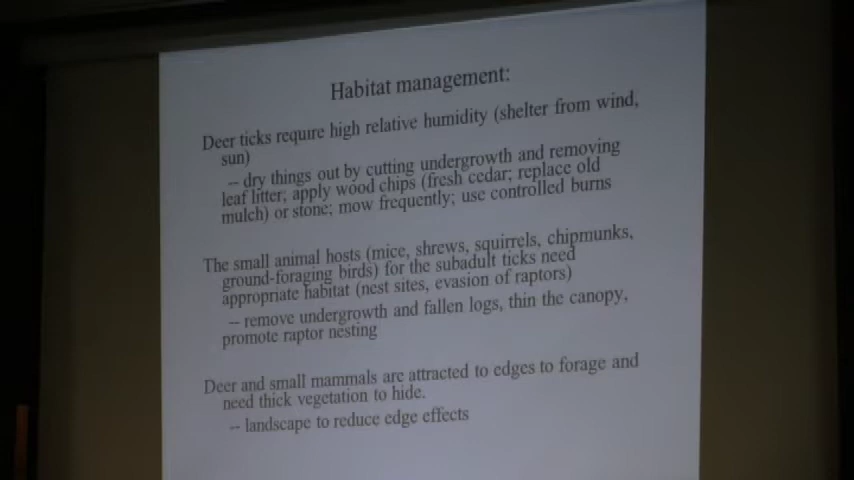 Habitat management:
Deer ticks require high relative humidity (shelter from wind,
sun)
-- dry things out by cutting undergrowth and removing
leaf litter; apply wood chips (fresh cedar; replace old
mulch) or stone; mow frequently; use controlled burns
The small animal hosts (mice, shrews, squirrels, chipmunks,
ground-foraging birds) for the subadult ticks need
appropriate habitat (nest sites, evasion of raptors)
-- remove undergrowth and fallen logs, thin the canopy,
promote raptor nesting
Deer and small mammals are attracted to edges to forage and
need thick vegetation to hide.
-- landscape to reduce edge effects